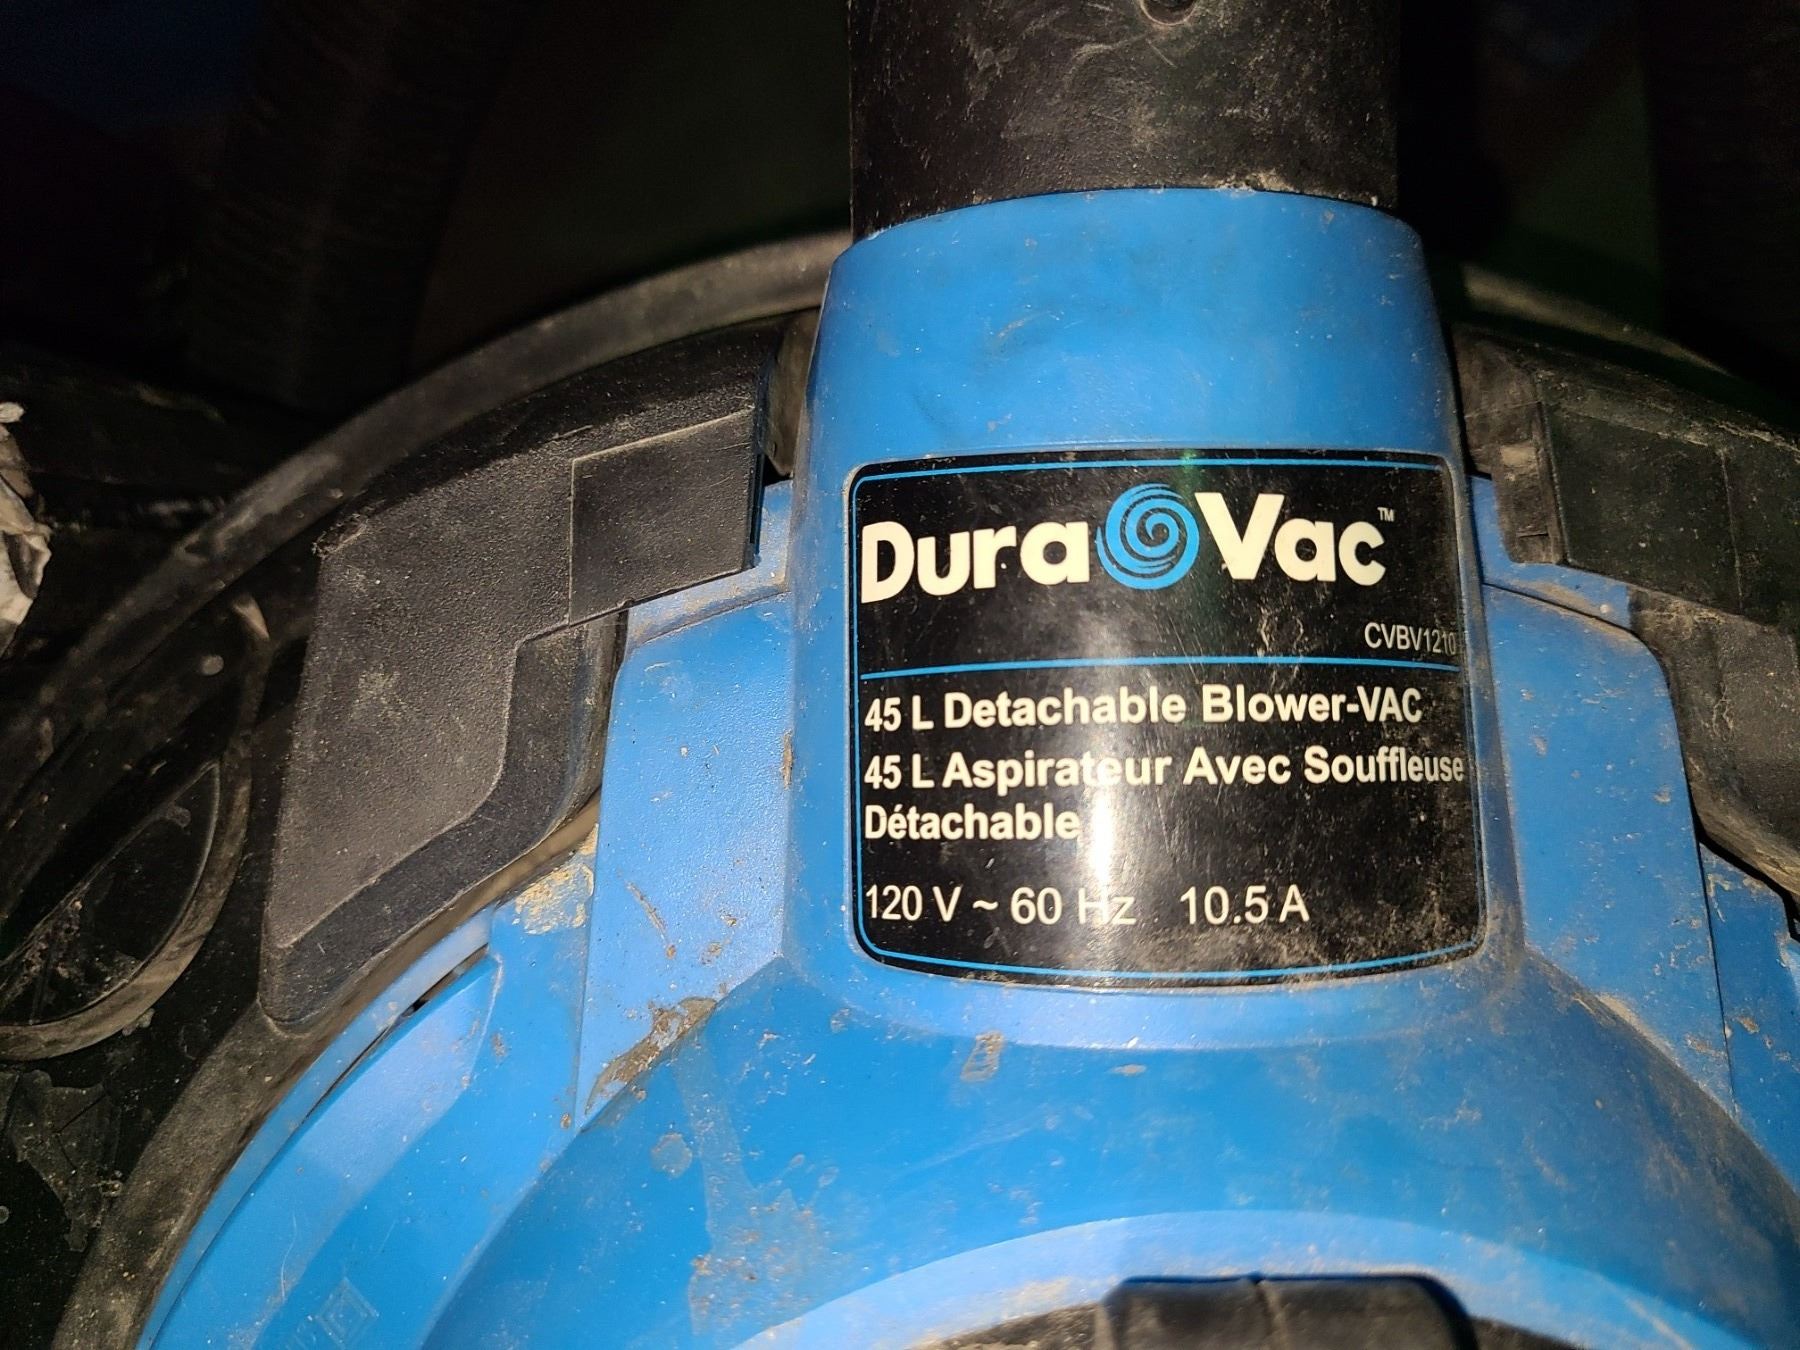 Dura Vac™
CVBV1210
45 L Detachable Blower-VAC
45 L Aspirateur Avec Souffleuse
Détachable
120 V ~ 60 Hz 10.5 A